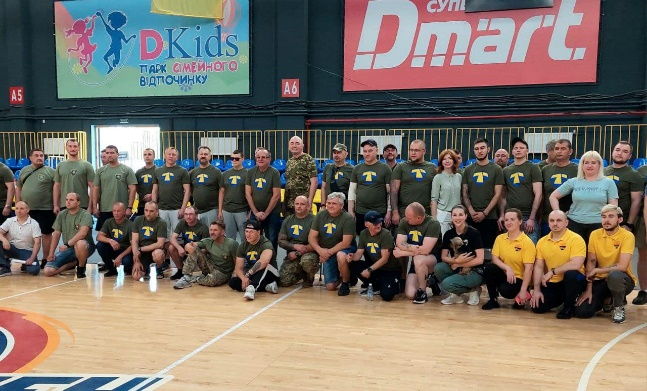 DKids
ПАРК СІМЕЙНОГО
ВІДПОЧИНКУ
СУП
Dmart
A5
A6